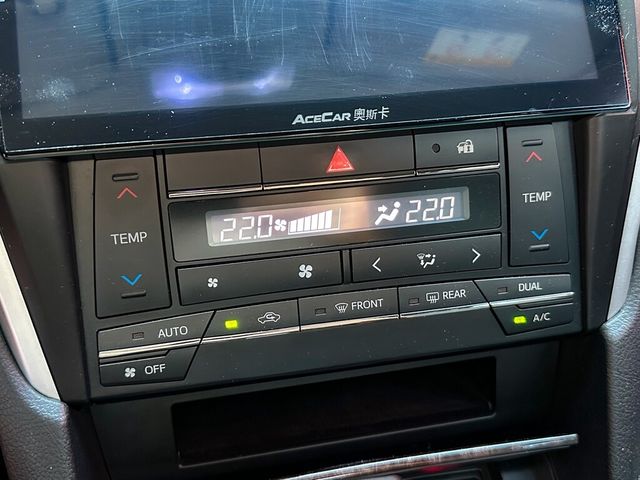 ACECAR 奥斯卡
TEMP
22.0
22.0
TEMP
AUTO
FRONT
REAR
DUAL
OFF
A/C